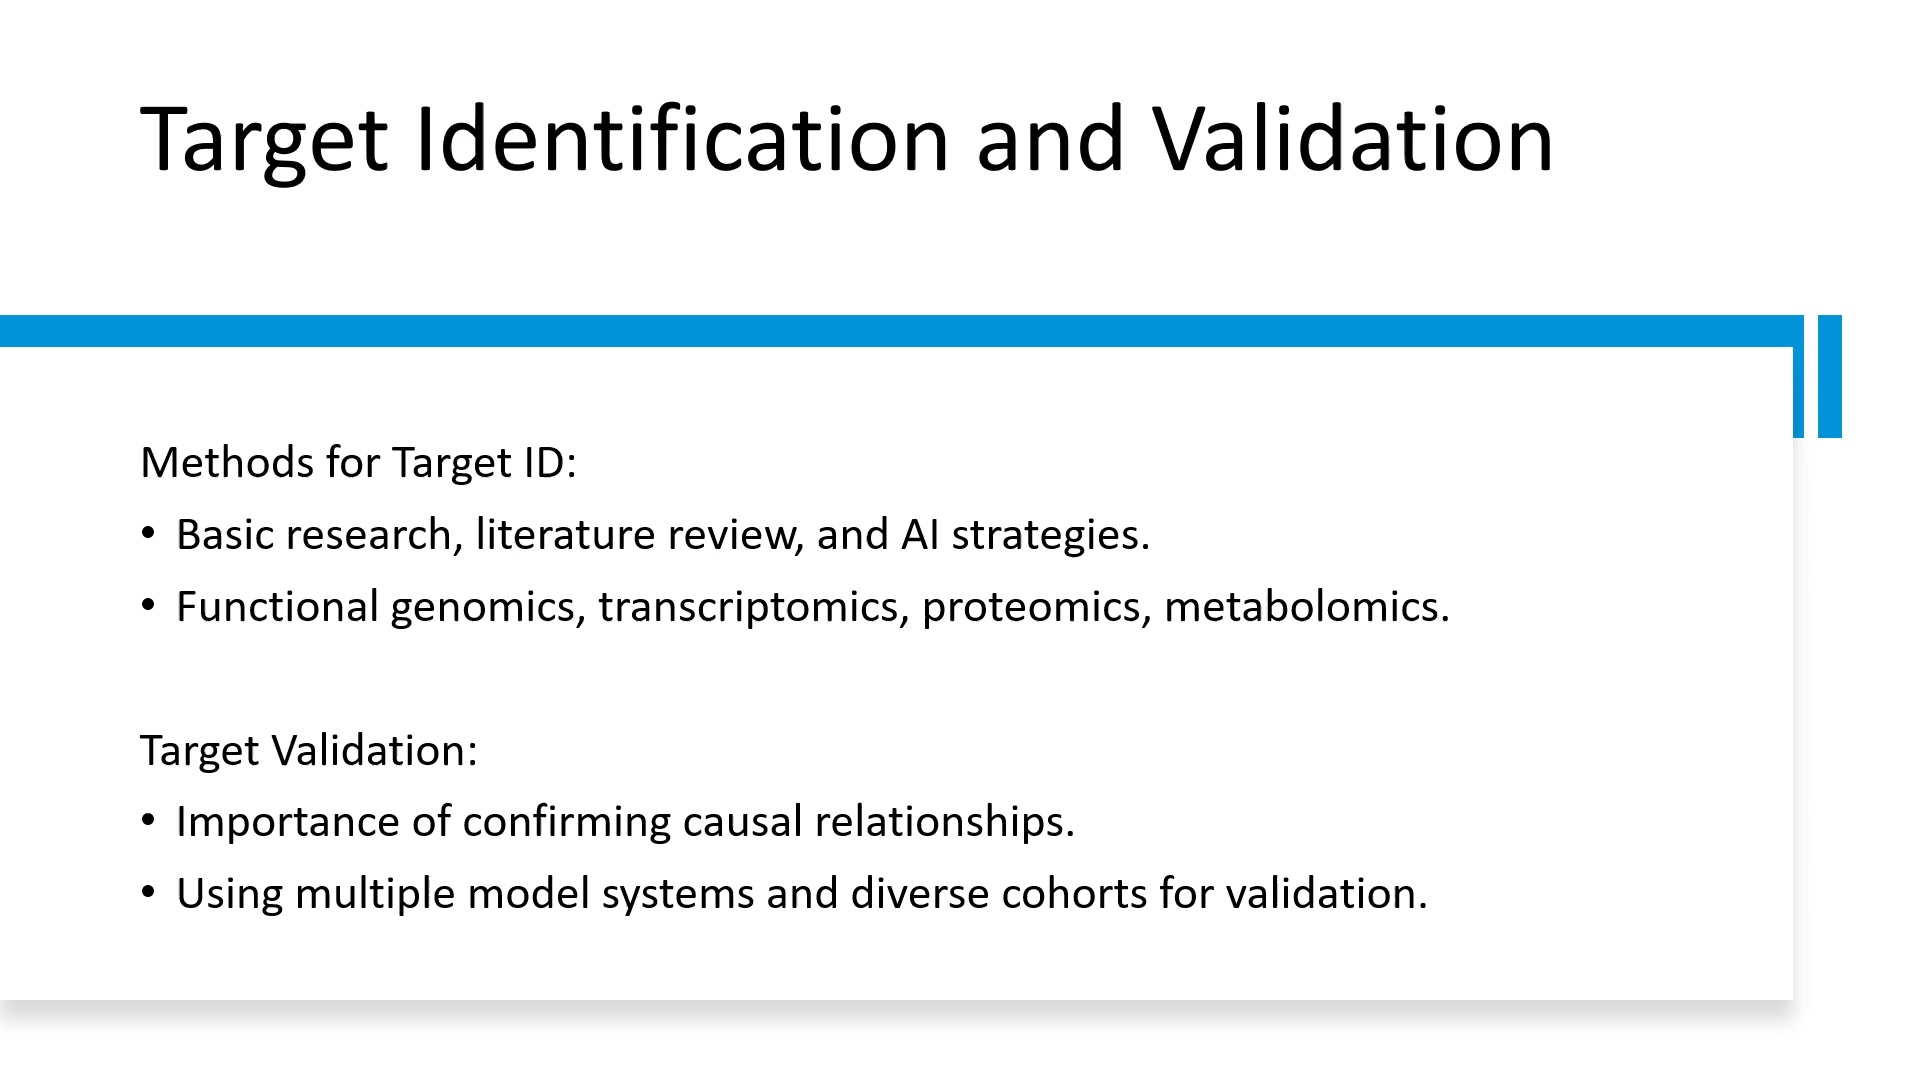 Target Identification and Validation
Methods for Target ID:
• Basic research, literature review, and AI strategies.
• Functional genomics, transcriptomics, proteomics, metabolomics.
Target Validation:
• Importance of confirming causal relationships.
• Using multiple model systems and diverse cohorts for validation.